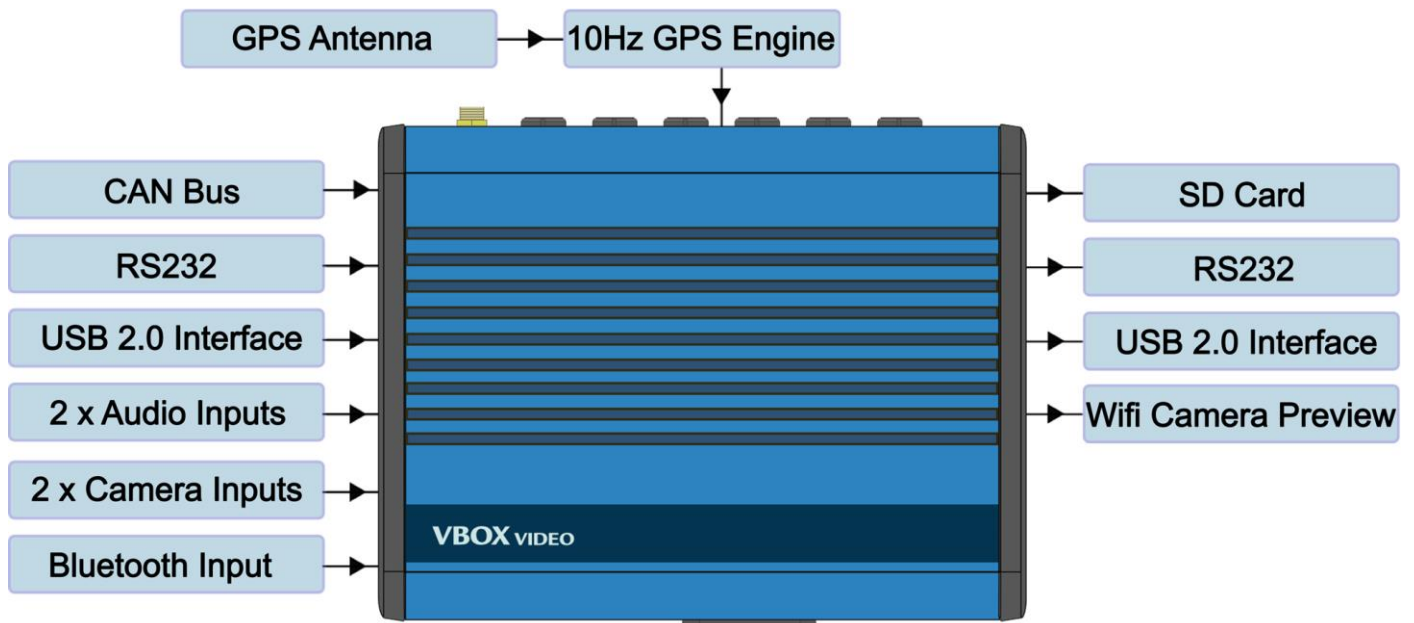 GPS Antenna
10Hz GPS Engine
CAN Bus
RS232
USB 2.0 Interface
2 x Audio Inputs
2 x Camera Inputs
Bluetooth Input
SD Card
RS232
USB 2.0 Interface
Wifi Camera Preview
VBOX VIDEO